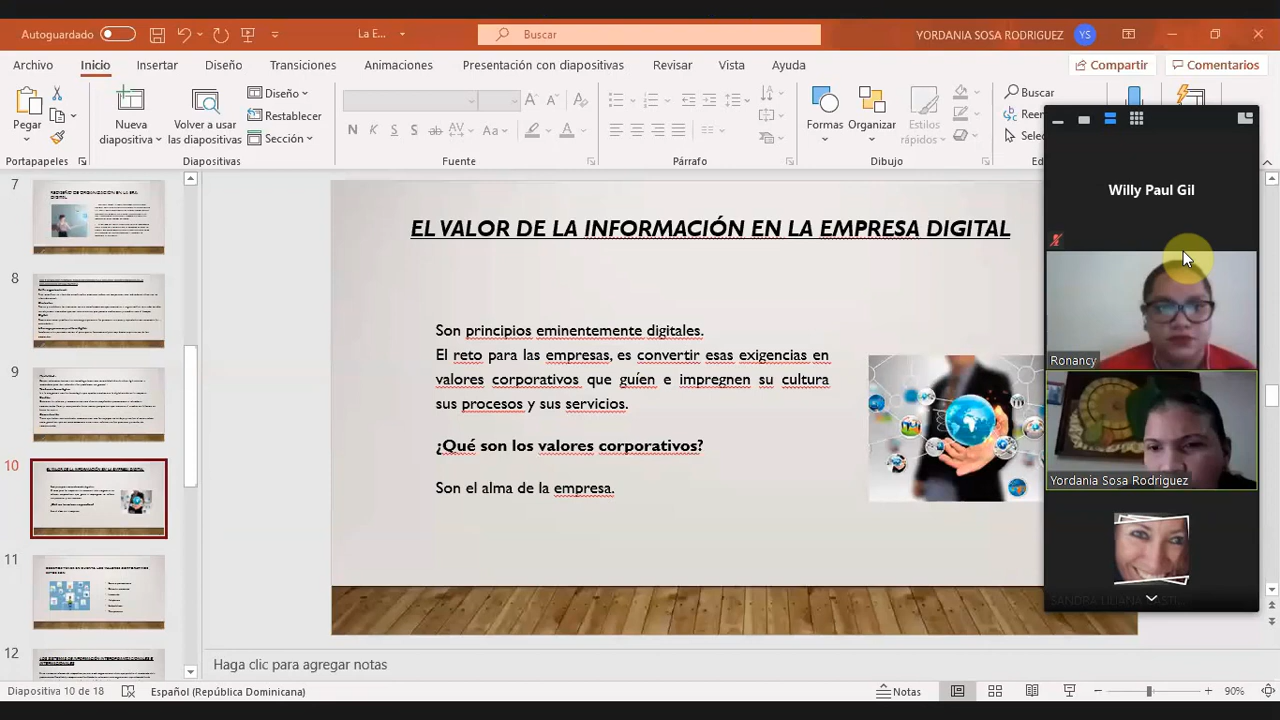 Autoguardado
La E...
Buscar
YORDANIA SOSA RODRIGUEZ
YS
Archivo
Inicio
Insertar
Diseño
Transiciones
Animaciones
Presentación con diapositivas
Revisar
Vista
Ayuda
Compartir
Comentarios
Pegar
Nueva
diapositiva
Volver a usar
las diapositivas
Diseño
Restablecer
Sección
N K S S ab AV Aa
Formas
Organizar
Estilos
rápidos
Buscar
Portapapeles
Diapositivas
Fuente
Párrafo
Dibujo
7
8
9
10
11
12
EL VALOR DE LA INFORMACIÓN EN LA EMPRESA DIGITAL
Son principios eminentemente digitales.
El reto para las empresas, es convertir esas exigencias en
valores corporativos que guíen e impregnen su cultura
sus procesos y sus servicios.
¿Qué son los valores corporativos?
Son el alma de la empresa.
Willy Paul Gil
Ronancy
Yordania Sosa Rodríguez
Haga clic para agregar notas
Diapositiva 10 de 18
Español (República Dominicana)
Notas
90%